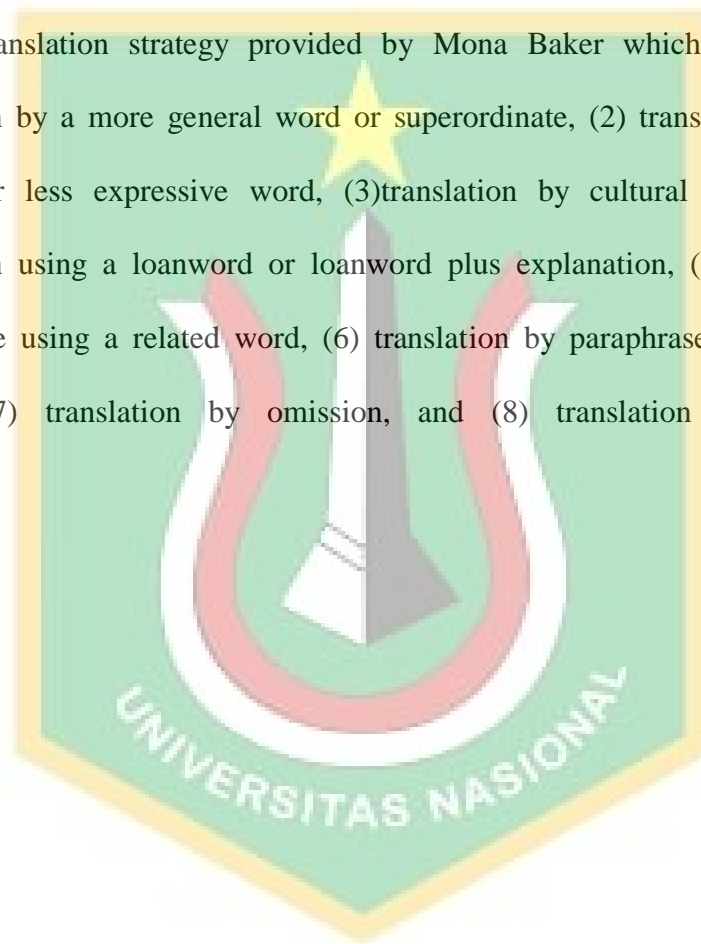 anslation strategy provided by Mona Baker which
by a more general word or superordinate, (2) trans
less expressive word, (3)translation by cultural
using a loanword or loanword plus explanation, (
using a related word, (6) translation by paraphrase
7) translation by omission, and (8) translation
UNIVERSITAS NASIONAL